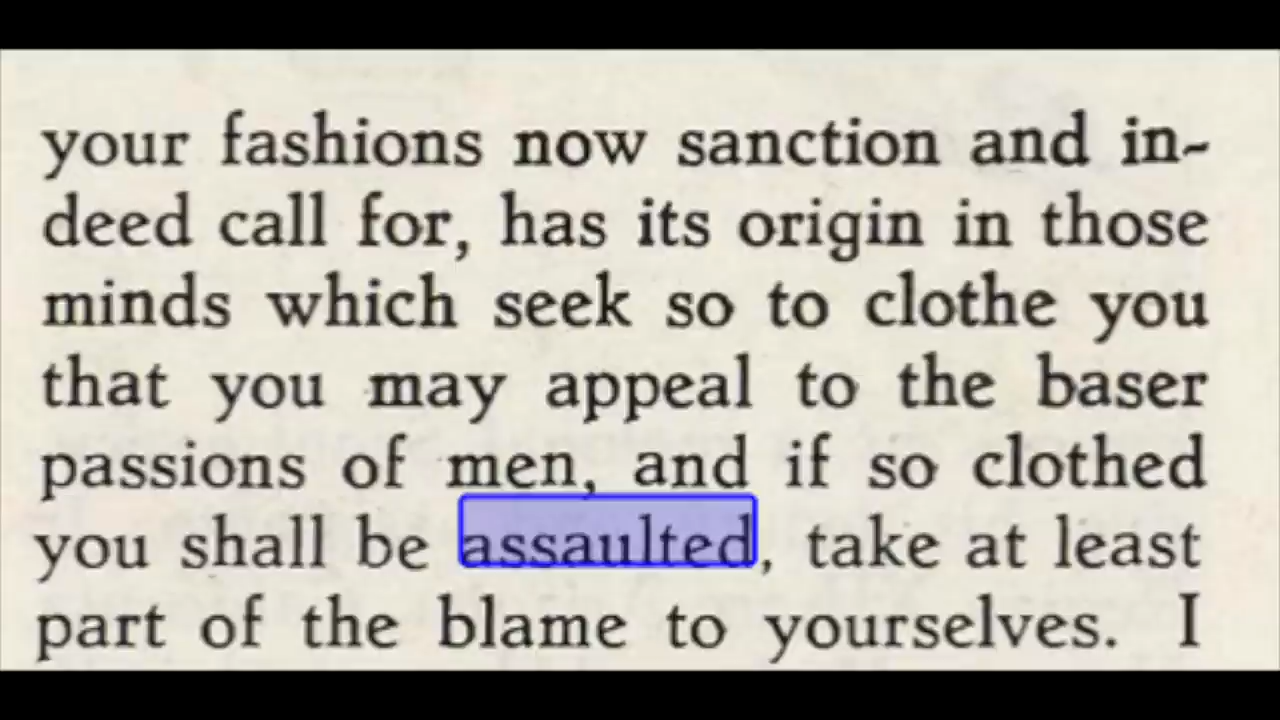 your fashions now sanction and in-
deed call for, has its origin in those
minds which seek so to clothe you
that you may appeal to the baser
passions of men, and if so clothed
you shall be assaulted, take at least
part of the blame to yourselves. I